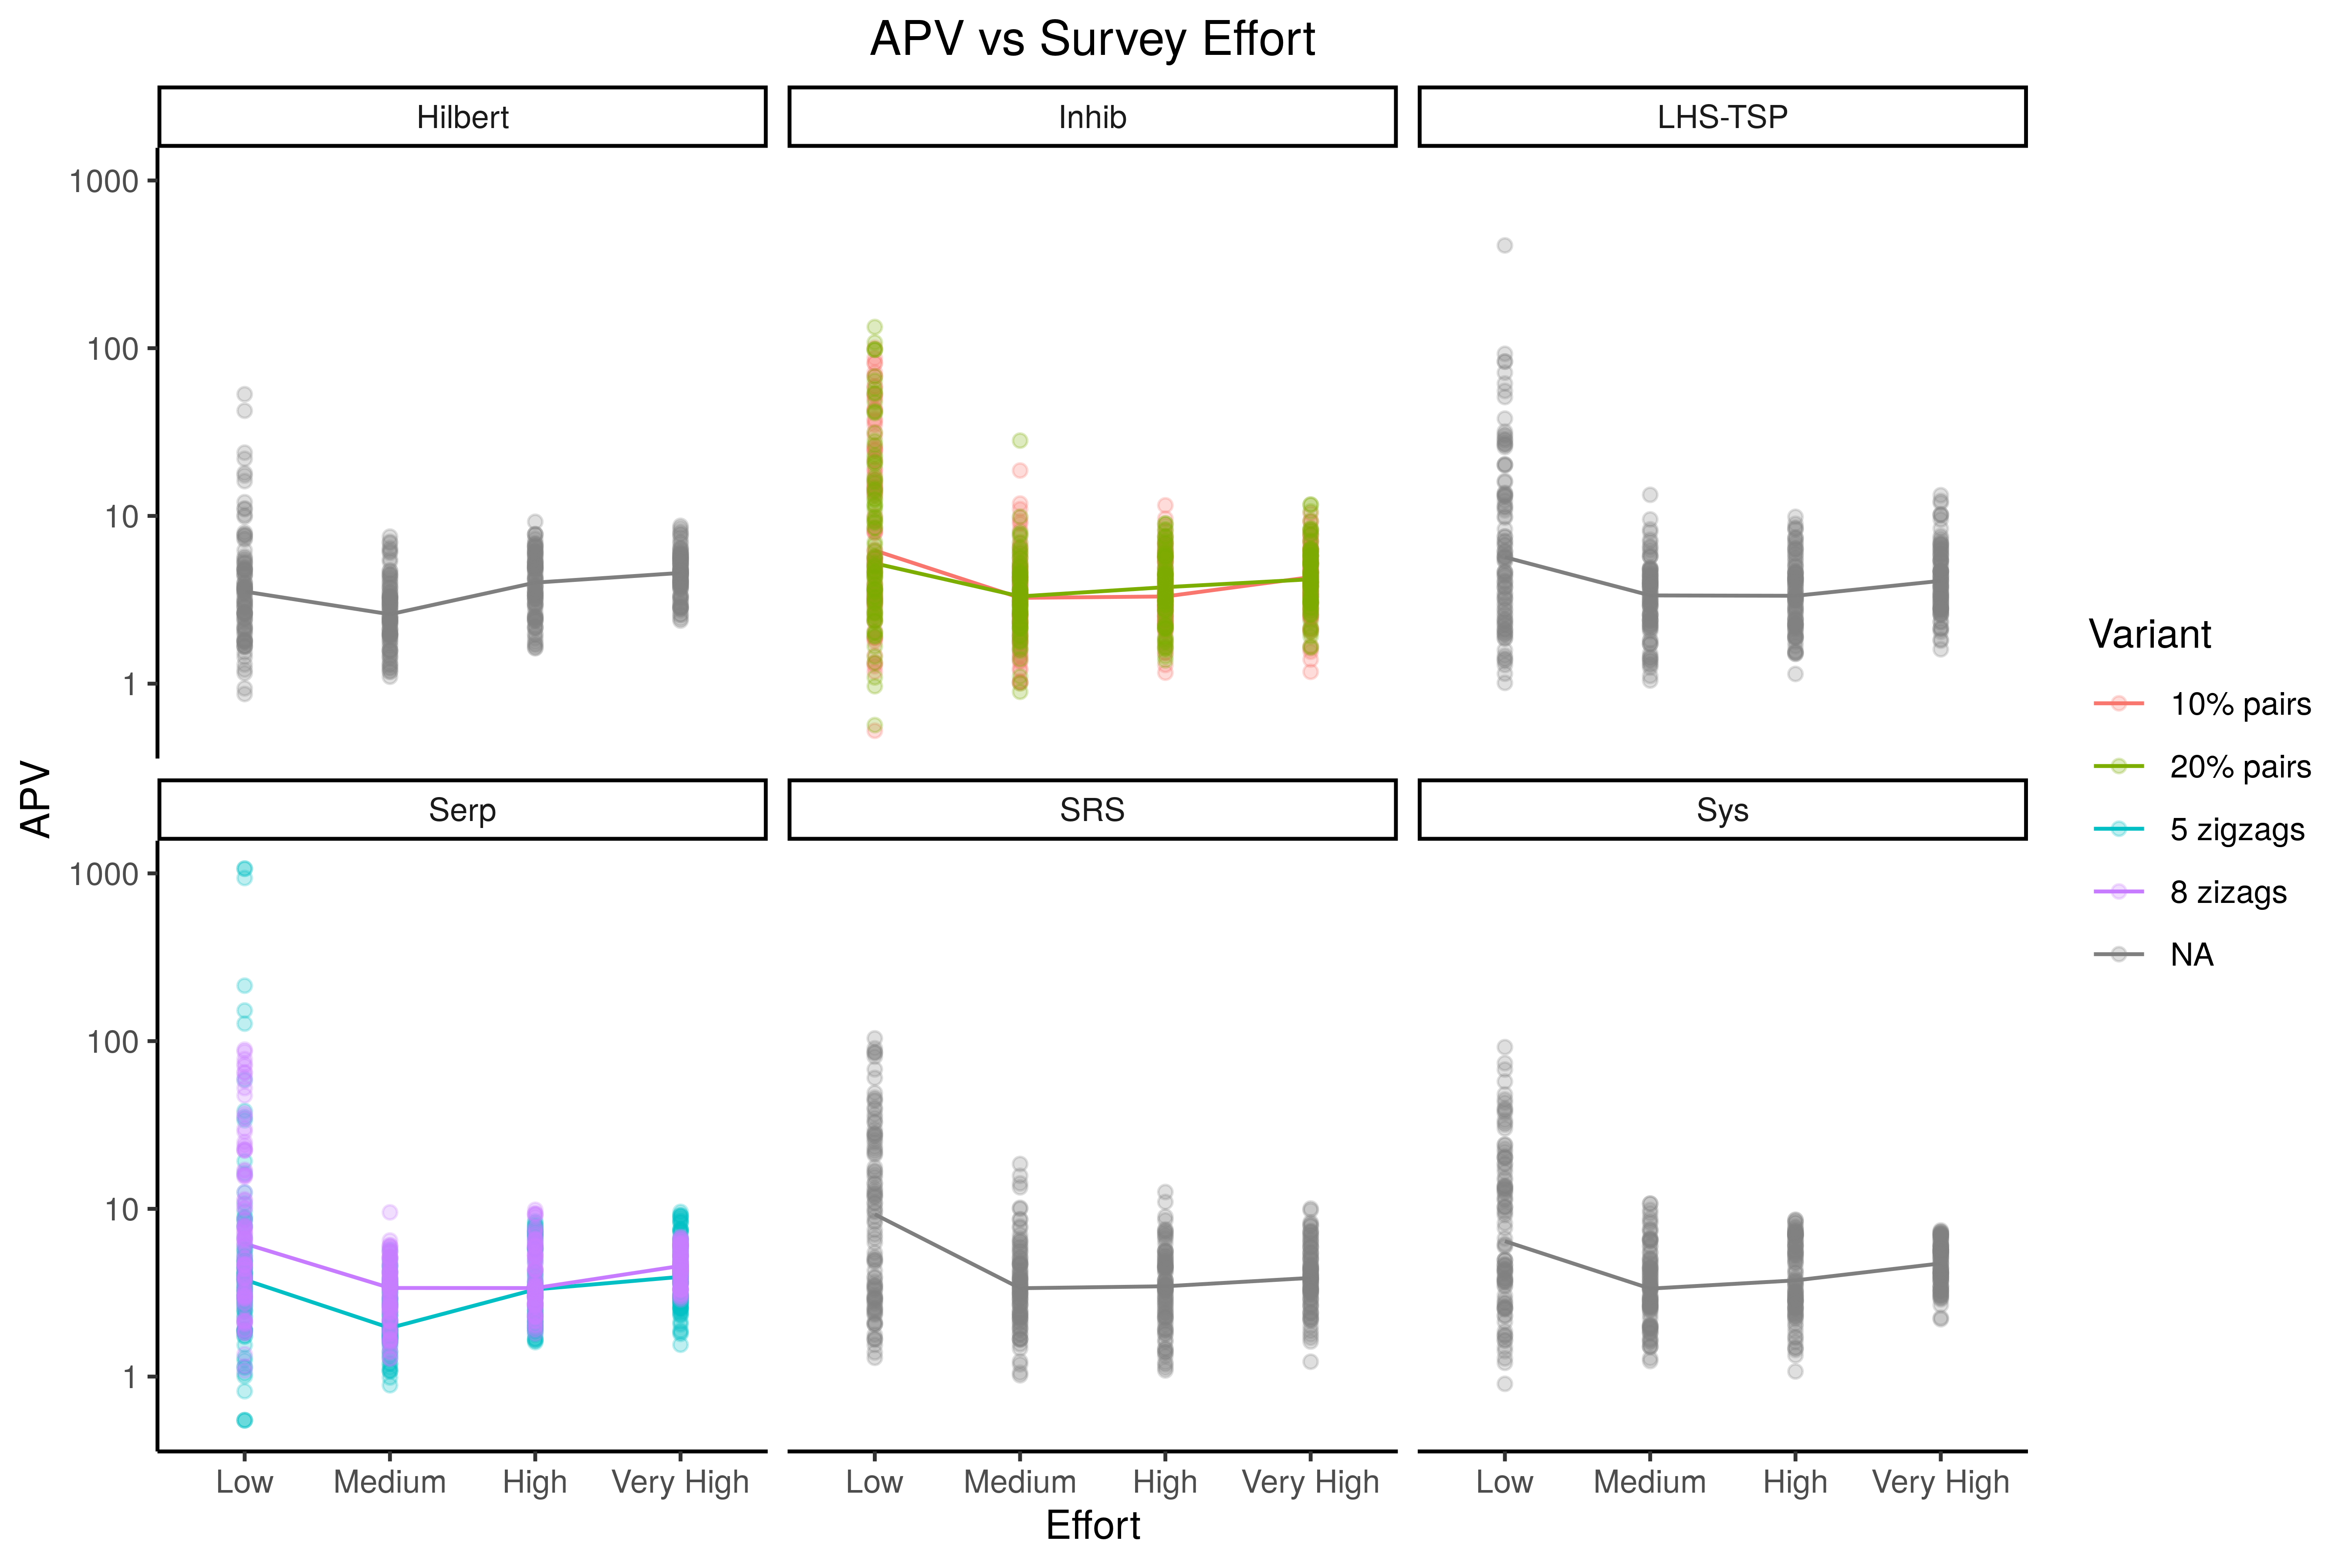 APV vs Survey Effort
Hilbert
Inhib
LHS-TSP
1000
100
10
1
Serp
SRS
Sys
1000
100
10
1
APV
Low Medium High Very High
Low Medium High Very High
Low Medium High Very High
Effort
Variant
10% pairs
20% pairs
5 zigzags
8 zizags
NA